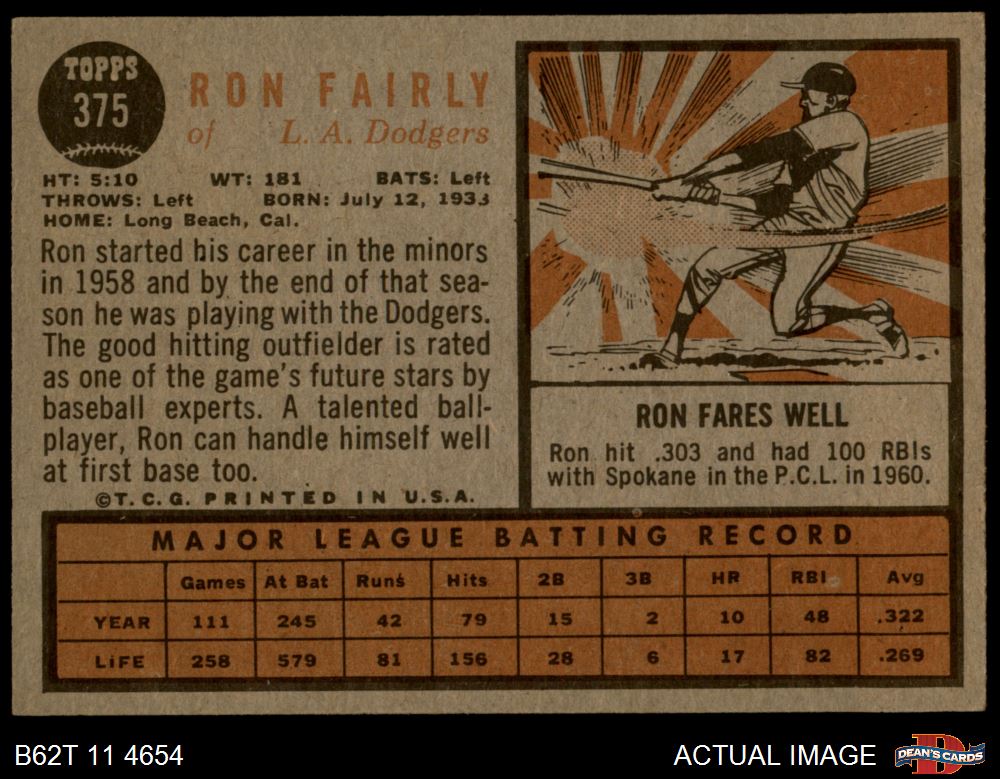 TOPPS
375
RON FAIRLY
of L. A. Dodgers
HT: 5:10 WT: 181 BATS: Left
THROWS: Left BORN: July 12, 1933
HOME: Long Beach, Cal.
Ron started his career in the minors
in 1958 and by the end of that sea-
son he was playing with the Dodgers.
The good hitting outfielder is rated
as one of the game's future stars by
baseball experts. A talented ball-
player, Ron can handle himself well
at first base too.
©T.C.G. PRINTED IN U.S.A.
RON FARES WELL
Ron hit .303 and had 100 RBIs
with Spokane in the P.C.L. in 1960.
MAJOR LEAGUE BATTING RECORD
Games At Bat Runs Hits 2B 3B HR RBI Avg
YEAR 111 245 42 79 15 2 10 48 .322
LiFE 258 579 81 156 28 6 17 82 .269
B62T 11 4654
ACTUAL IMAGE
D
DEAN'S CARDS